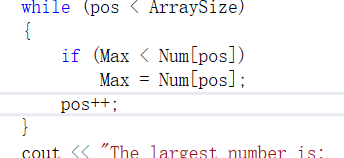 while (pos < ArraySize)
{
if (Max < Num[pos])
Max = Num[pos];
pos++;
}
cout << "The largest number is: